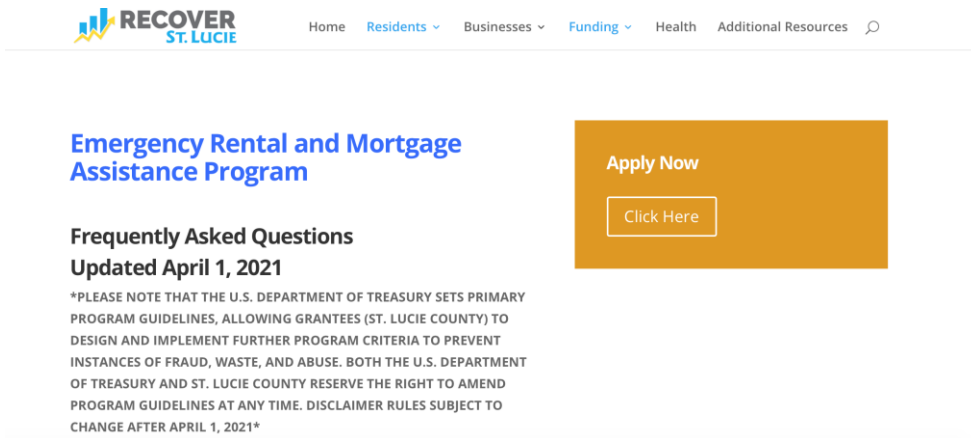 RECOVER
ST. LUCIE
Home Residents Businesses Funding Health Additional Resources
Emergency Rental and Mortgage
Assistance Program
Apply Now
Click Here
Frequently Asked Questions
Updated April 1, 2021
*PLEASE NOTE THAT THE U.S. DEPARTMENT OF TREASURY SETS PRIMARY
PROGRAM GUIDELINES, ALLOWING GRANTEES (ST. LUCIE COUNTY) TO
DESIGN AND IMPLEMENT FURTHER PROGRAM CRITERIA TO PREVENT
INSTANCES OF FRAUD, WASTE, AND ABUSE. BOTH THE U.S. DEPARTMENT
OF TREASURY AND ST. LUCIE COUNTY RESERVE THE RIGHT TO AMEND
PROGRAM GUIDELINES AT ANY TIME. DISCLAIMER RULES SUBJECT TO
CHANGE AFTER APRIL 1, 2021*